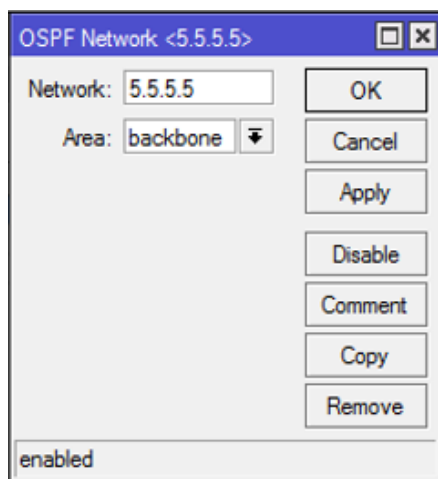 OSPF Network <5.5.5.5>
Network: 5.5.5.5
Area: backbone
OK
Cancel
Apply
Disable
Comment
Copy
Remove
enabled